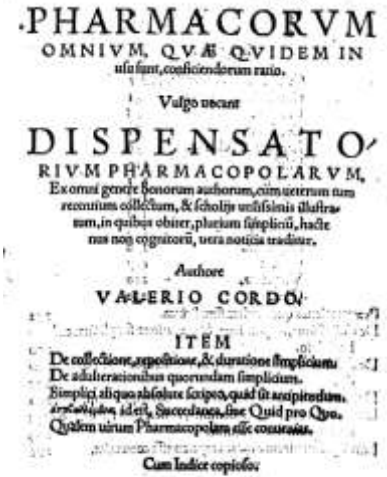 PHARMACORVM
OMNIVM, QVÆ QVIDEM IN
usu sunt, conficiendorum ratio.
Vulgo vocant
DISPENSATO-
RIVM PHARMACOPOLARVM,
Ex omni genere bonorum authorum, cùm ueterum tum
recentium collectum, & scholijs utilissimis illustra-
tum, in quibus obiter, plurium simpliciũ, hacte
nus non cognitorũ, uera noticia traditur.
Authore
VALERIO CORDO.
ITEM
De collectione, repositione, & duratione simplicium.
De adulterationibus quorundam simplicium.
Simplici aliquo absolute scripto, quid sit accipiendum.
id est, Succedanea, siue Quid pro Quo.
Qualem uirum Pharmacopolam esse conueniat.
Cum Indice copioso.